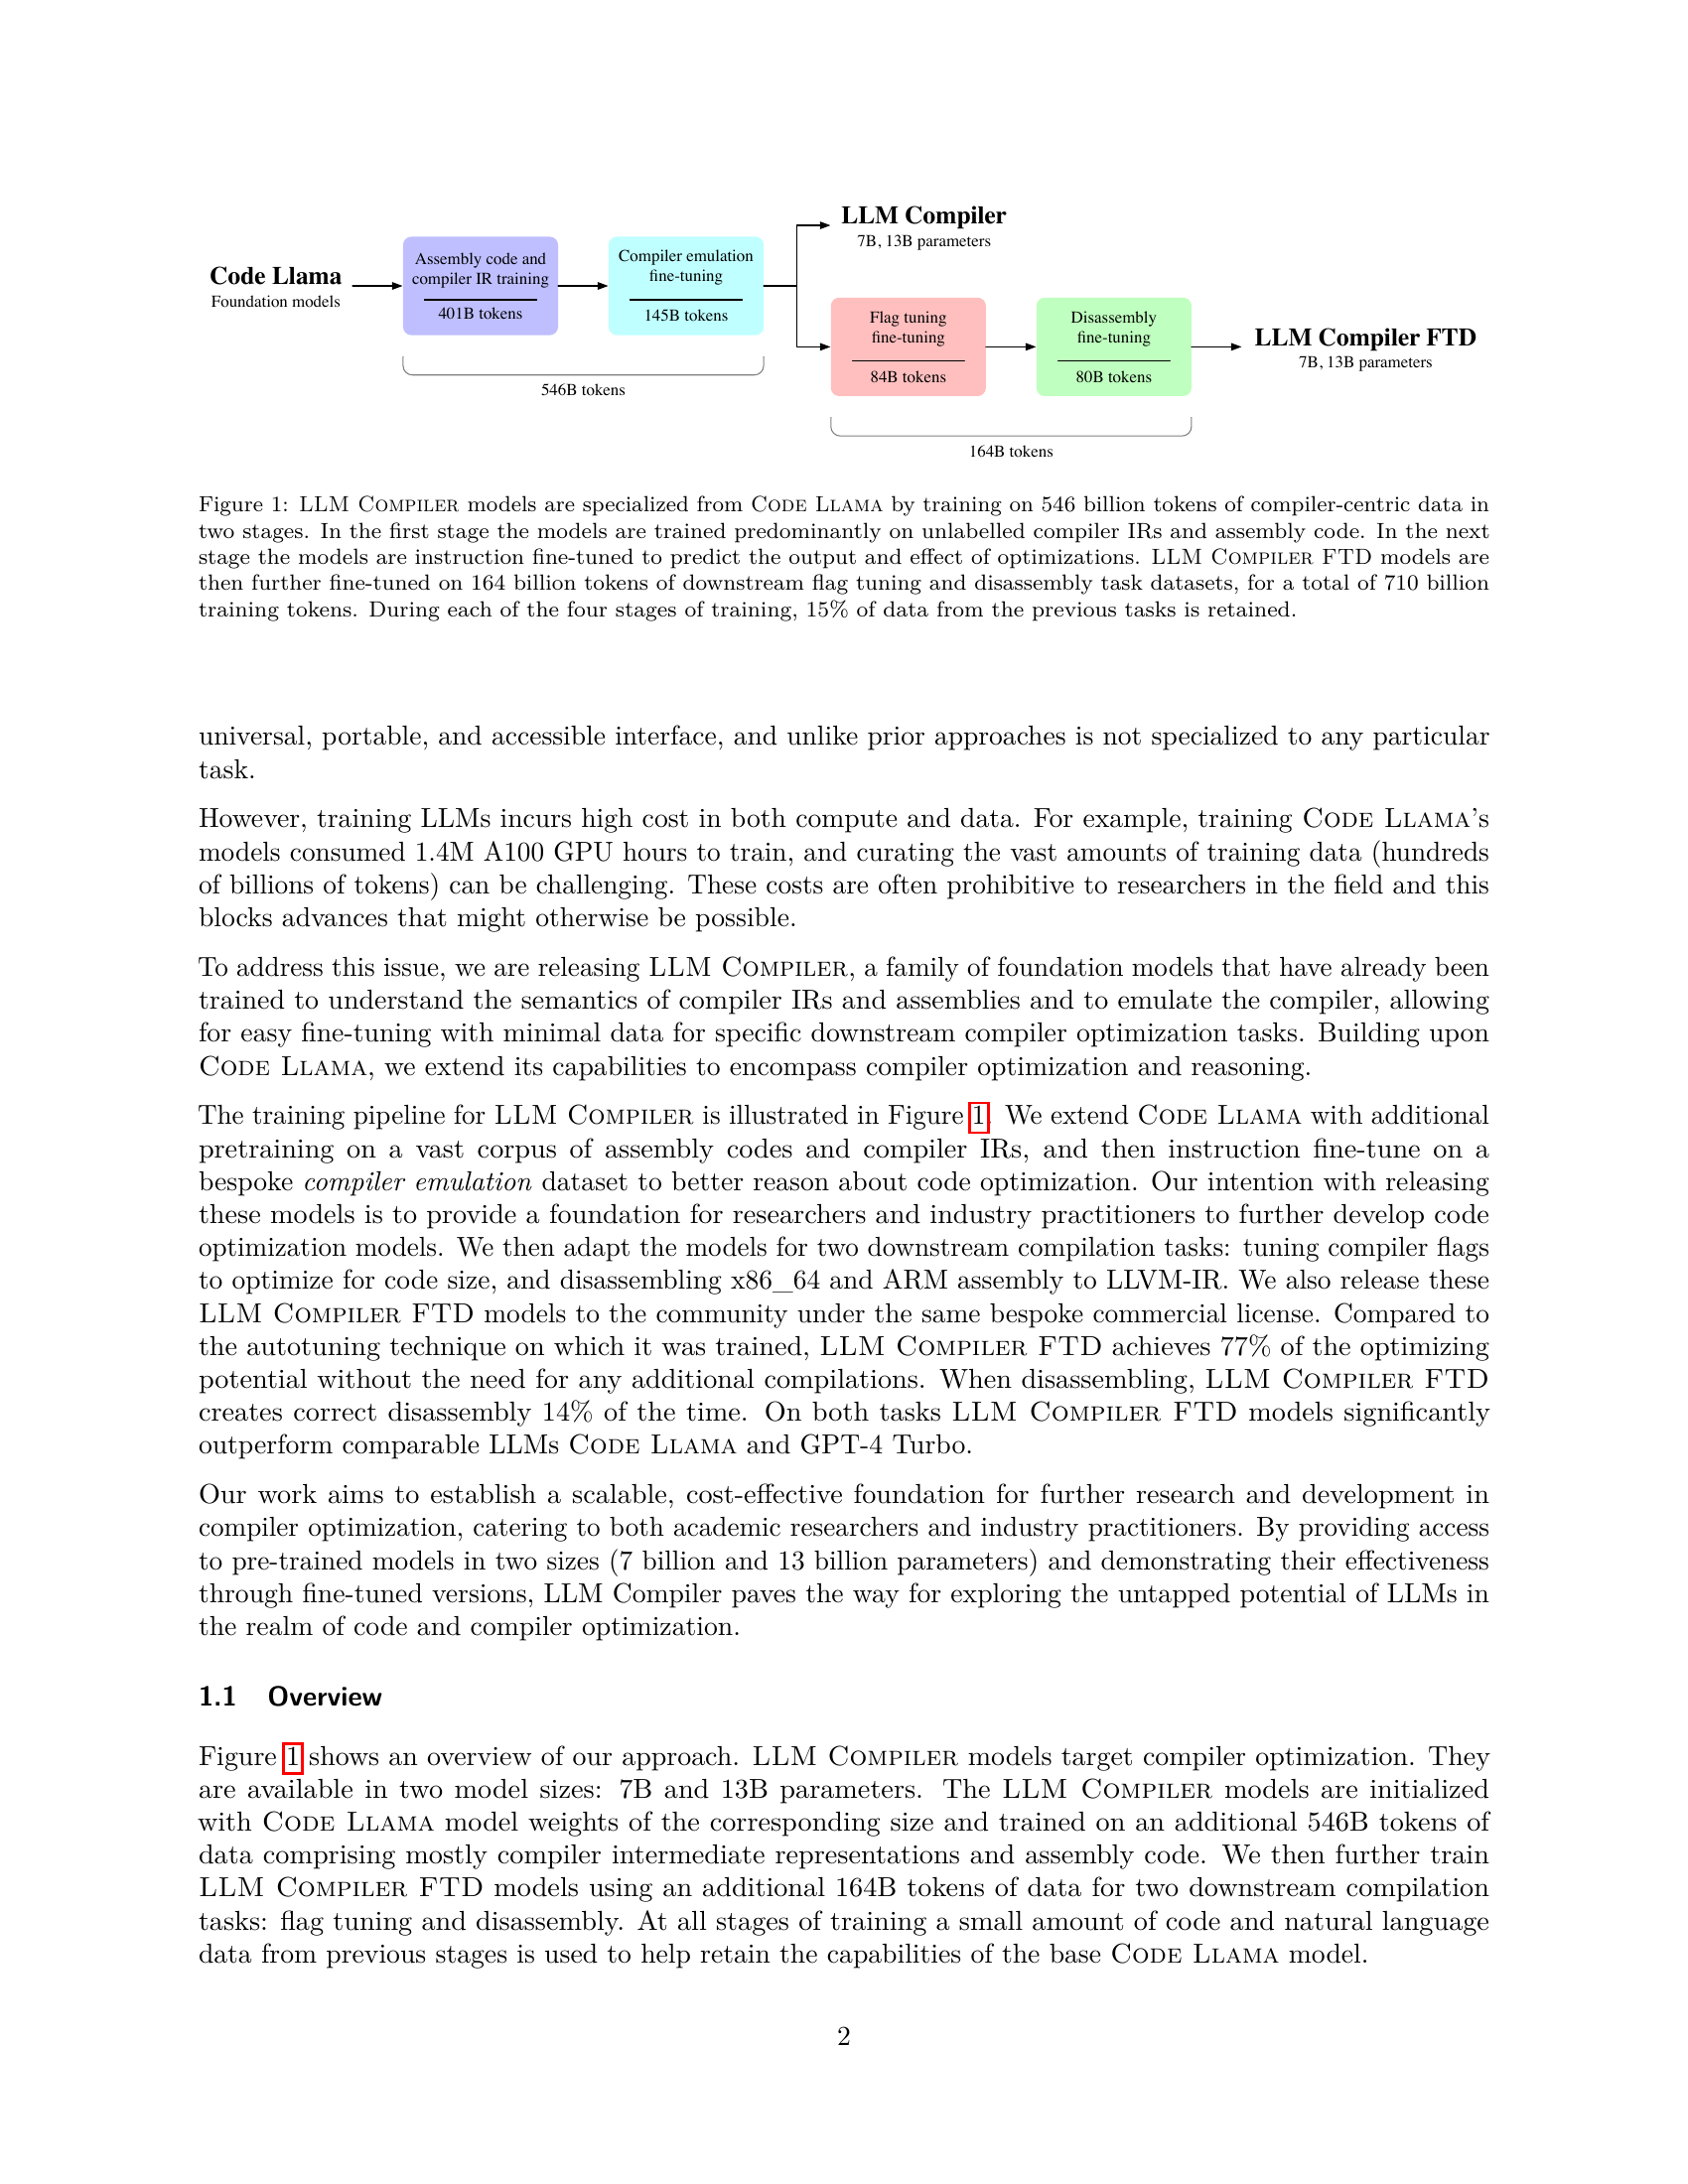 LLM Compiler
7B, 13B parameters
Code Llama
Foundation models
Assembly code and
compiler IR training
401B tokens
Compiler emulation
fine-tuning
145B tokens
546B tokens
Flag tuning
fine-tuning
84B tokens
Disassembly
fine-tuning
80B tokens
164B tokens
LLM Compiler FTD
7B, 13B parameters
Figure 1: LLM Compiler models are specialized from Code Llama by training on 546 billion tokens of compiler-centric data in
two stages. In the first stage the models are trained predominantly on unlabelled compiler IRs and assembly code. In the next
stage the models are instruction fine-tuned to predict the output and effect of optimizations. LLM Compiler FTD models are
then further fine-tuned on 164 billion tokens of downstream flag tuning and disassembly task datasets, for a total of 710 billion
training tokens. During each of the four stages of training, 15% of data from the previous tasks is retained.
universal, portable, and accessible interface, and unlike prior approaches is not specialized to any particular
task.
However, training LLMs incurs high cost in both compute and data. For example, training Code Llama's
models consumed 1.4M A100 GPU hours to train, and curating the vast amounts of training data (hundreds
of billions of tokens) can be challenging. These costs are often prohibitive to researchers in the field and this
blocks advances that might otherwise be possible.
To address this issue, we are releasing LLM Compiler, a family of foundation models that have already been
trained to understand the semantics of compiler IRs and assemblies and to emulate the compiler, allowing
for easy fine-tuning with minimal data for specific downstream compiler optimization tasks. Building upon
Code Llama, we extend its capabilities to encompass compiler optimization and reasoning.
The training pipeline for LLM Compiler is illustrated in Figure 1. We extend Code Llama with additional
pretraining on a vast corpus of assembly codes and compiler IRs, and then instruction fine-tune on a
bespoke compiler emulation dataset to better reason about code optimization. Our intention with releasing
these models is to provide a foundation for researchers and industry practitioners to further develop code
optimization models. We then adapt the models for two downstream compilation tasks: tuning compiler flags
to optimize for code size, and disassembling x86_64 and ARM assembly to LLVM-IR. We also release these
LLM Compiler FTD models to the community under the same bespoke commercial license. Compared to
the autotuning technique on which it was trained, LLM Compiler FTD achieves 77% of the optimizing
potential without the need for any additional compilations. When disassembling, LLM Compiler FTD
creates correct disassembly 14% of the time. On both tasks LLM Compiler FTD models significantly
outperform comparable LLMs Code Llama and GPT-4 Turbo.
Our work aims to establish a scalable, cost-effective foundation for further research and development in
compiler optimization, catering to both academic researchers and industry practitioners. By providing access
to pre-trained models in two sizes (7 billion and 13 billion parameters) and demonstrating their effectiveness
through fine-tuned versions, LLM Compiler paves the way for exploring the untapped potential of LLMs in
the realm of code and compiler optimization.
1.1 Overview
Figure 1 shows an overview of our approach. LLM Compiler models target compiler optimization. They
are available in two model sizes: 7B and 13B parameters. The LLM Compiler models are initialized
with Code Llama model weights of the corresponding size and trained on an additional 546B tokens of
data comprising mostly compiler intermediate representations and assembly code. We then further train
LLM Compiler FTD models using an additional 164B tokens of data for two downstream compilation
tasks: flag tuning and disassembly. At all stages of training a small amount of code and natural language
data from previous stages is used to help retain the capabilities of the base Code Llama model.
2